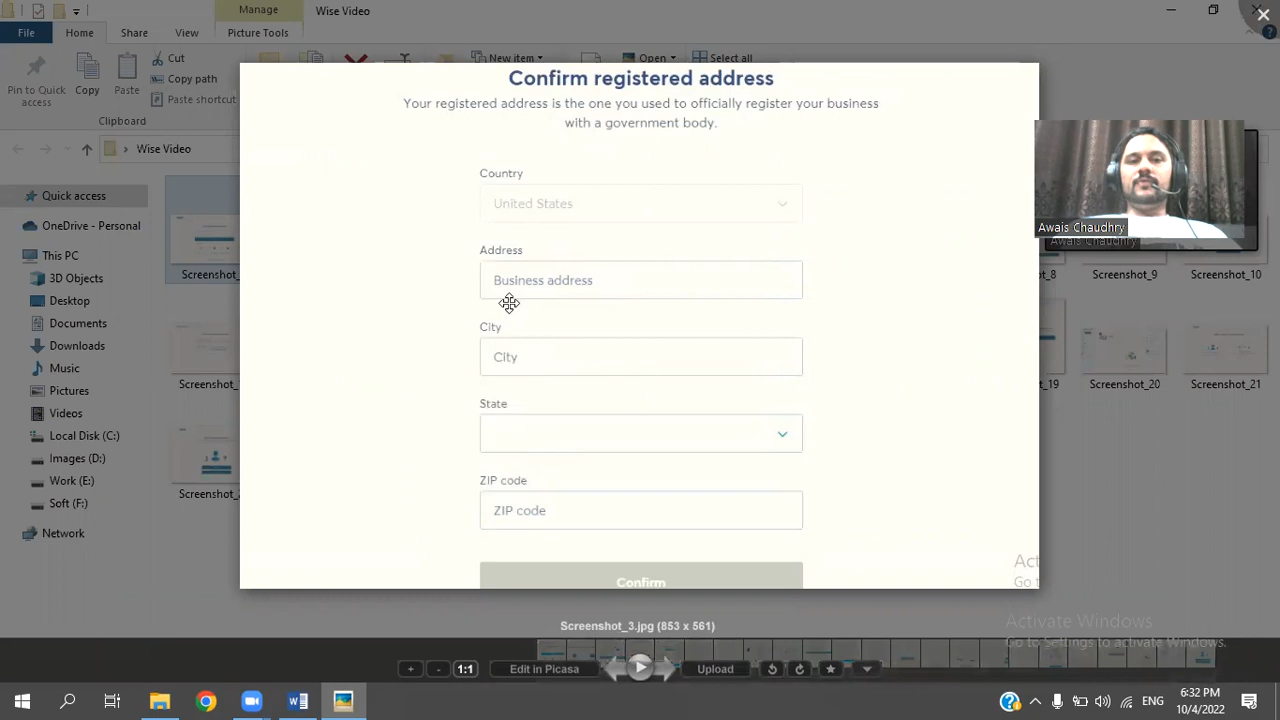 Manage
Wise Video
File
Home
Share
View
Picture Tools
Pin to Quick
access
Copy
Paste
Cut
Copy path
Paste shortcut
New item
Open
Select all
Clipboard
Wise Video
Quick access
OneDrive - Personal
This PC
3D Objects
Desktop
Documents
Downloads
Music
Pictures
Videos
Local Disk (C:)
Images (D:)
Work (E:)
Soft (F:)
Network
Confirm registered address
Your registered address is the one you used to officially register your business
with a government body.
Country
United States
Address
Business address
City
City
State
ZIP code
ZIP code
Confirm
Awais Chaudhry
Awais Chaudhry
Screenshot_9
Screenshot_10
Screenshot_20
Screenshot_21
Activate Windows
Go to Settings to activate Windows.
Screenshot_3.jpg (853 x 561)
+
-
1:1
Edit in Picasa
Upload
ENG
6:32 PM
10/4/2022